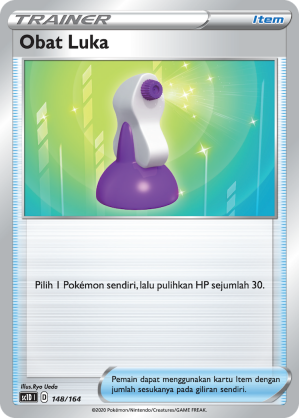 TRAINER Item
Obat Luka
Pilih 1 Pokémon sendiri, lalu pulihkan HP sejumlah 30.
Illus. Ryo Ueda
Pemain dapat menggunakan kartu Item dengan
jumlah sesukanya pada giliran sendiri.
sc1D I D 148/164
©2020 Pokémon/Nintendo/Creatures/GAME FREAK.